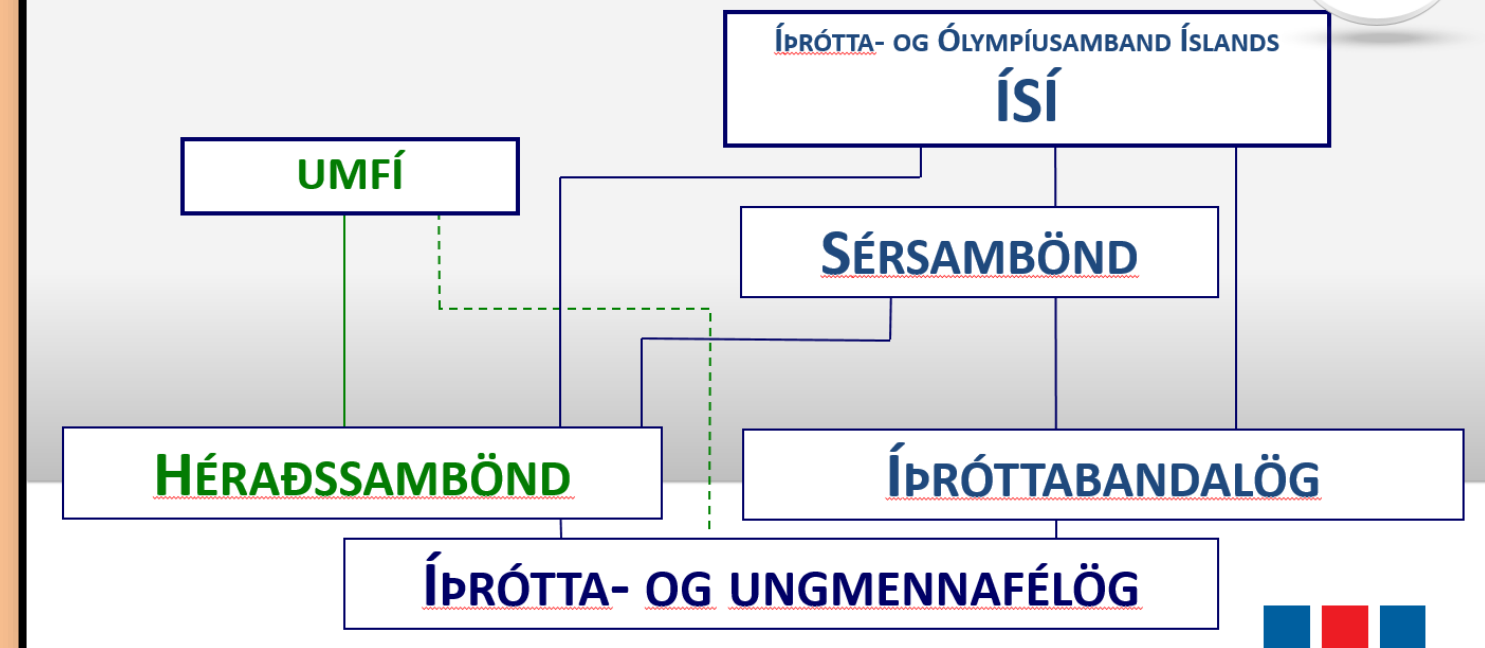 Íþrótta- og Ólympíusamband Íslands
ÍSÍ
UMFÍ
Sérsambönd
Héraðssambönd
Íþróttabandalög
Íþrótta- og ungmennafélög